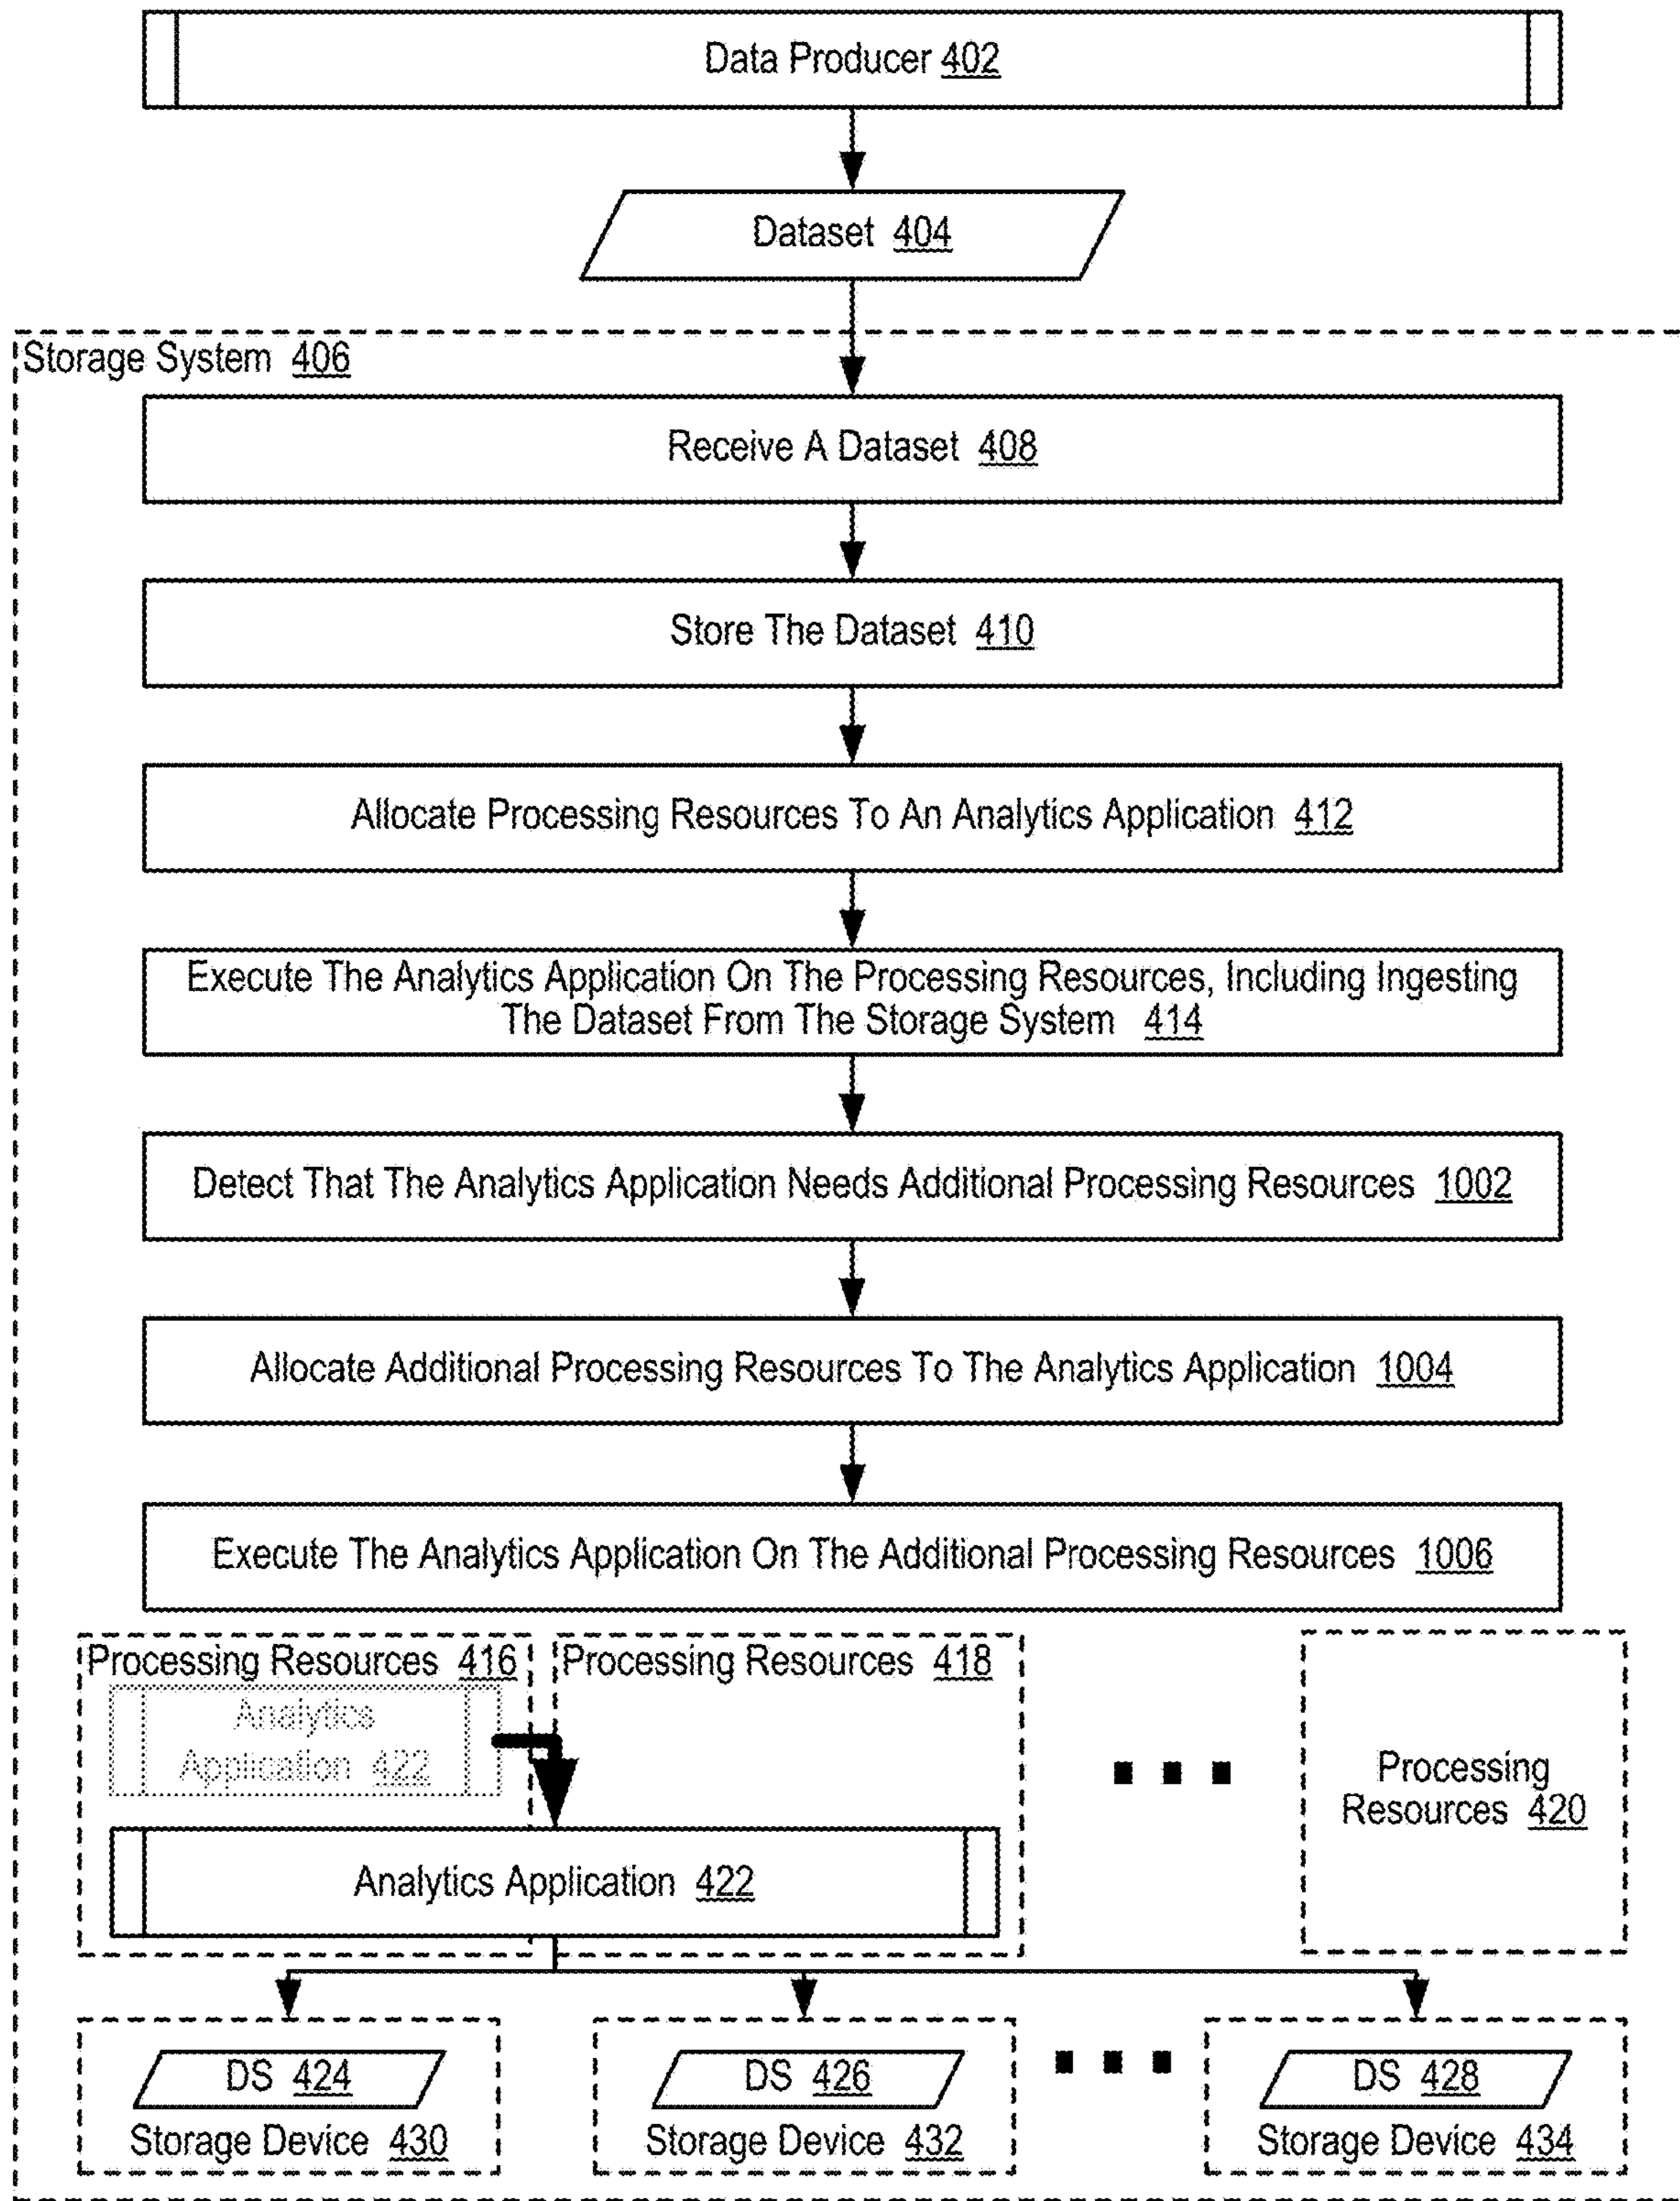 Data Producer 402
Dataset 404
Storage System 406
Receive A Dataset 408
Store The Dataset 410
Allocate Processing Resources To An Analytics Application 412
Execute The Analytics Application On The Processing Resources, Including Ingesting
The Dataset From The Storage System 414
Detect That The Analytics Application Needs Additional Processing Resources 1002
Allocate Additional Processing Resources To The Analytics Application 1004
Execute The Analytics Application On The Additional Processing Resources 1006
Processing Resources 416
Analytics
Application 422
Processing Resources 418
Processing
Resources 420
Analytics Application 422
DS 424
Storage Device 430
DS 426
Storage Device 432
DS 428
Storage Device 434